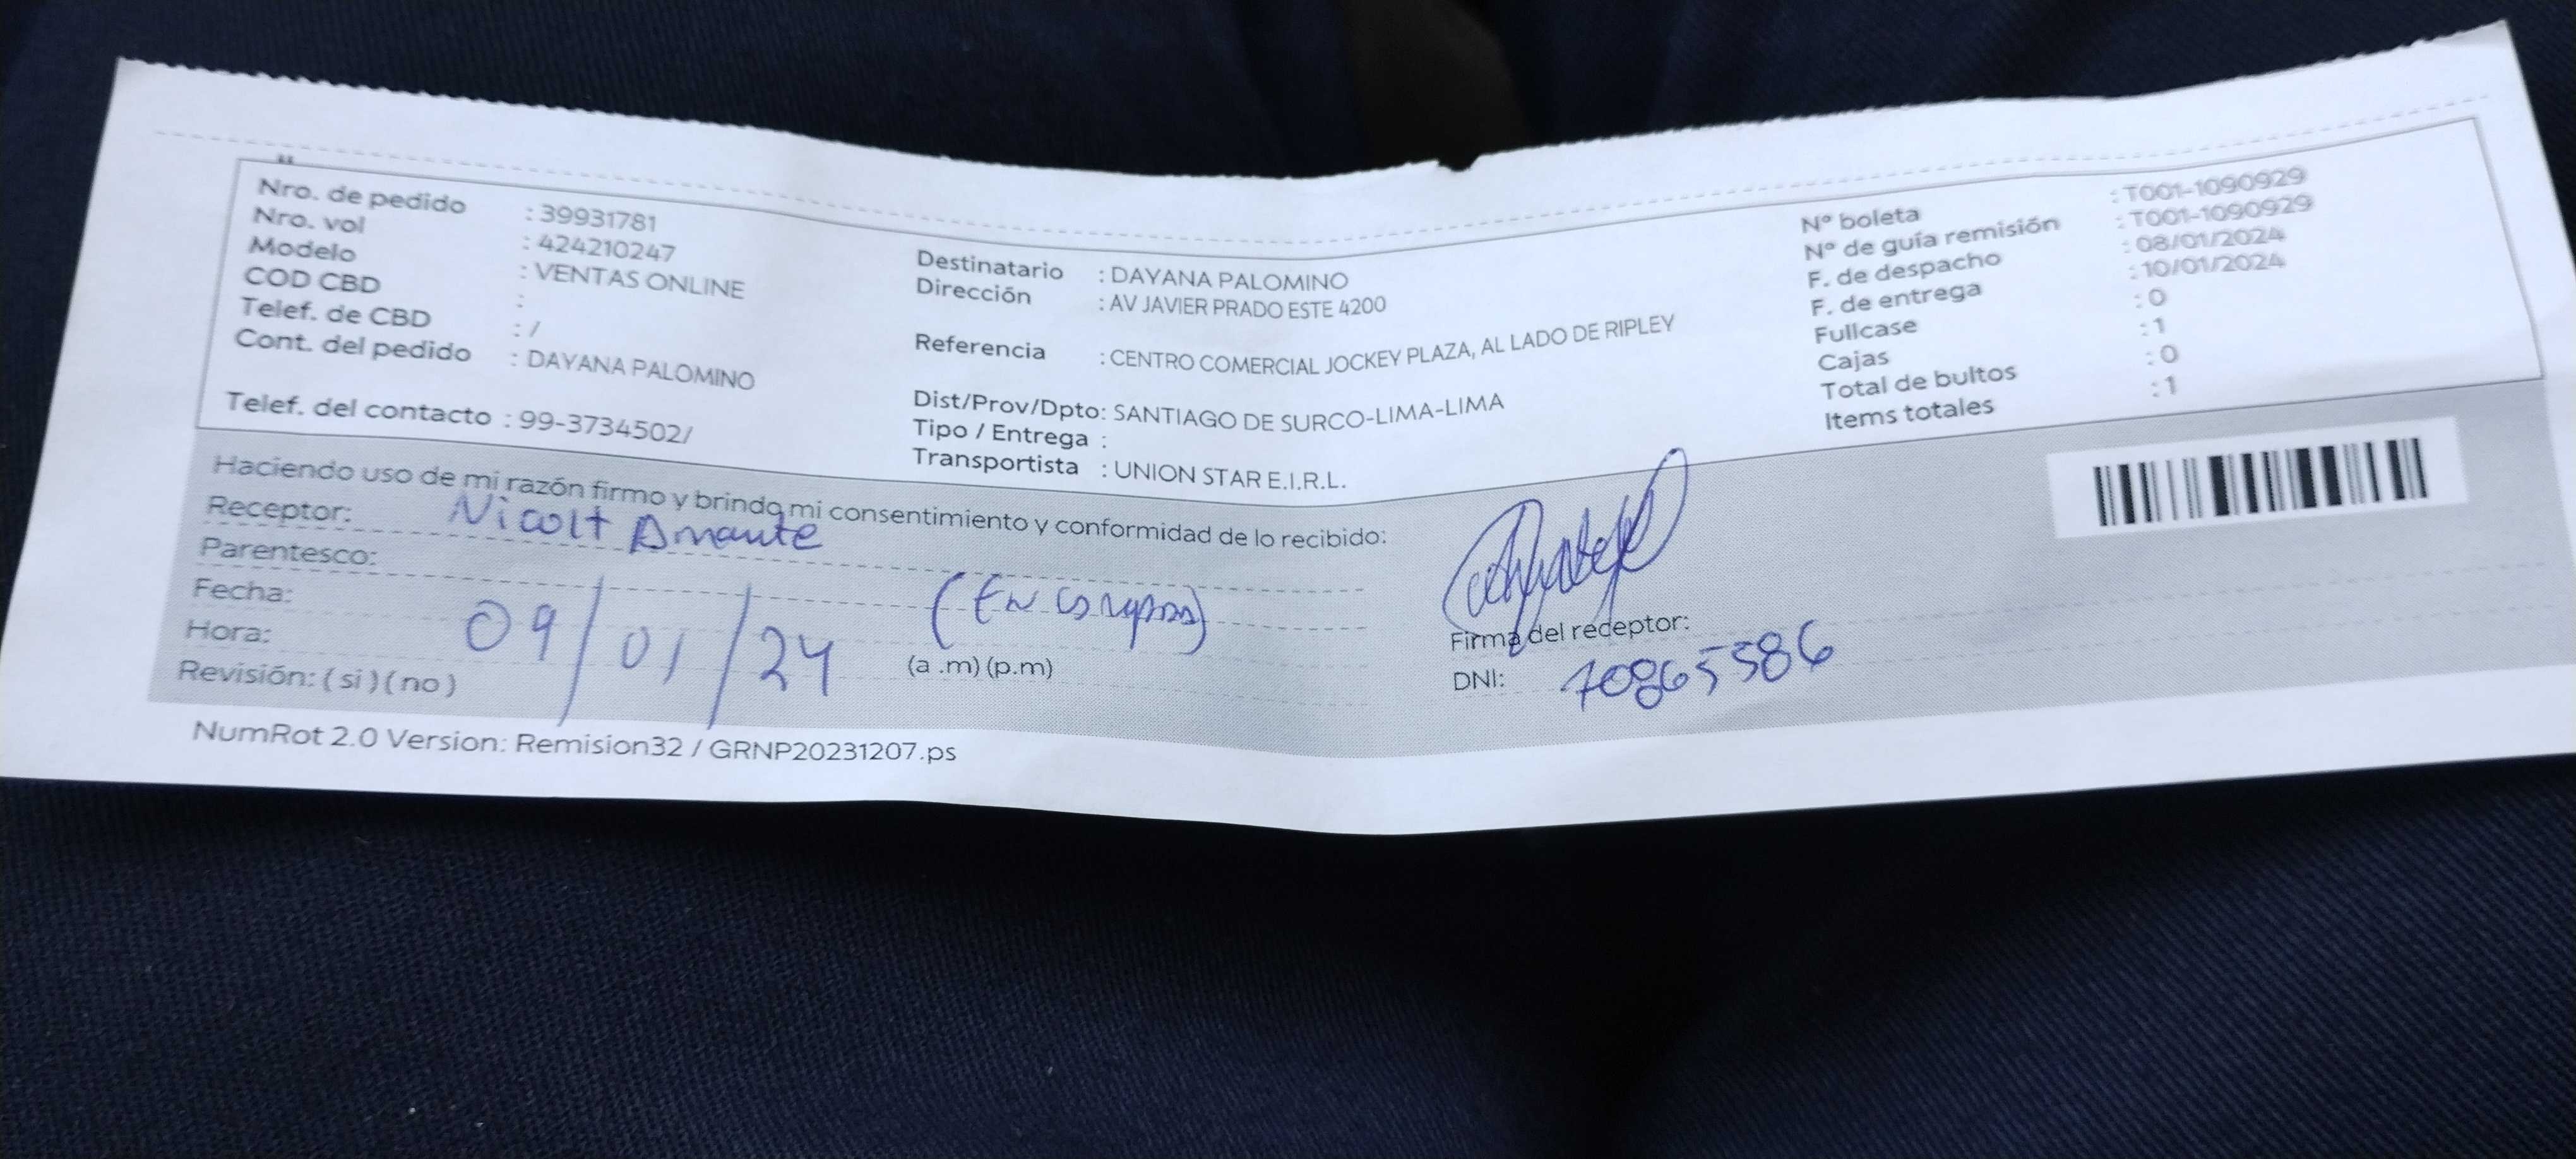 Nro. de pedido : 39931781
Nro. vol : 424210247
Modelo : VENTAS ONLINE
COD CBD :
Telef. de CBD : /
Cont. del pedido : DAYANA PALOMINO
Telef. del contacto : 99-3734502/
Destinatario : DAYANA PALOMINO
Dirección : AV JAVIER PRADO ESTE 4200
Referencia : CENTRO COMERCIAL JOCKEY PLAZA, AL LADO DE RIPLEY
Dist/Prov/Dpto: SANTIAGO DE SURCO-LIMA-LIMA
Tipo / Entrega :
Transportista : UNION STAR E.I.R.L.
Nº boleta : T001-1090929
Nº de guía remisión : T001-1090929
F. de despacho : 08/01/2024
F. de entrega : 10/01/2024
Fullcase : 0
Cajas : 1
Total de bultos : 0
Items totales : 1
Haciendo uso de mi razón firmo y brindo mi consentimiento y conformidad de lo recibido:
Receptor:
Parentesco:
Fecha: 09/01/24 (En
Hora: (a .m) (p.m)
Revisión: ( si ) ( no )
Firma del receptor:
DNI: 70865586
NumRot 2.0 Version: Remision32 / GRNP20231207.ps